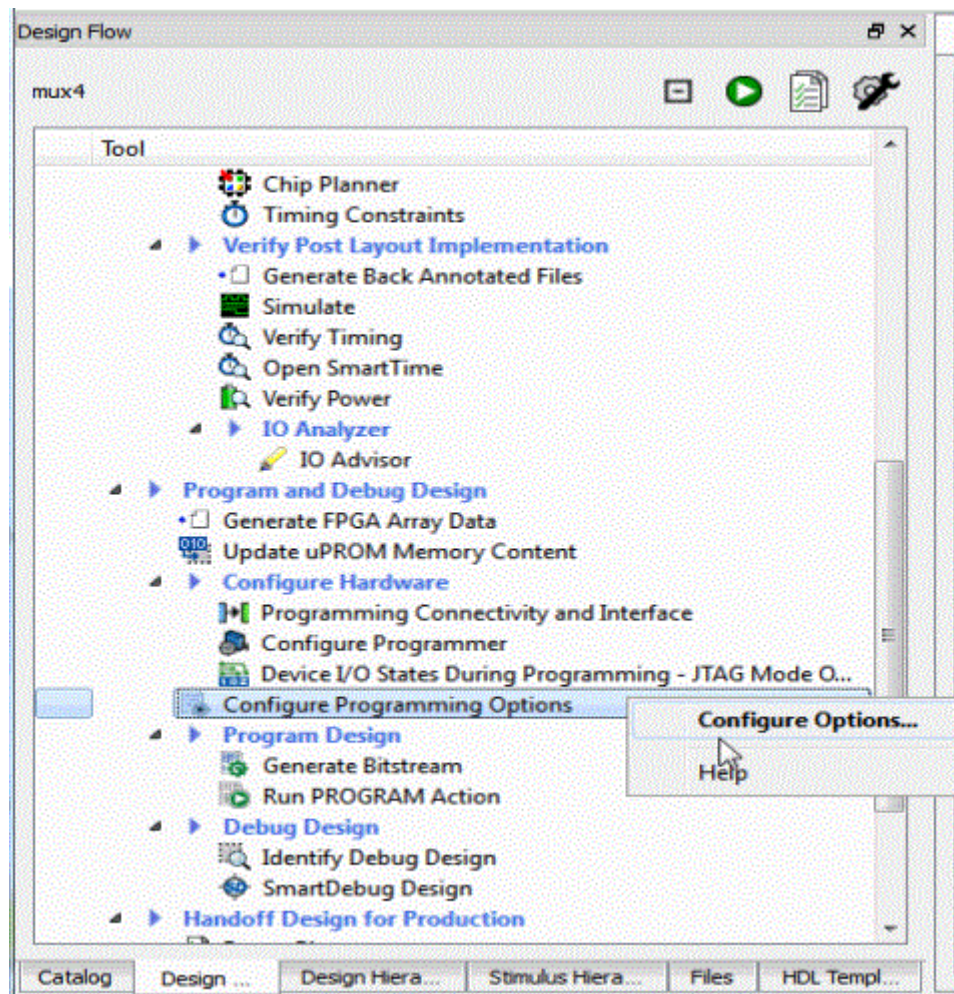 Design Flow
mux4
Tool
Chip Planner
Timing Constraints
Verify Post Layout Implementation
Generate Back Annotated Files
Simulate
Verify Timing
Open SmartTime
Verify Power
IO Analyzer
IO Advisor
Program and Debug Design
Generate FPGA Array Data
Update uPROM Memory Content
Configure Hardware
Programming Connectivity and Interface
Configure Programmer
Device I/O States During Programming - JTAG Mode O...
Configure Programming Options
Configure Options...
Help
Program Design
Generate Bitstream
Run PROGRAM Action
Debug Design
Identify Debug Design
SmartDebug Design
Handoff Design for Production
Catalog Design ... Design Hiera... Stimulus Hiera... Files HDL Templ...